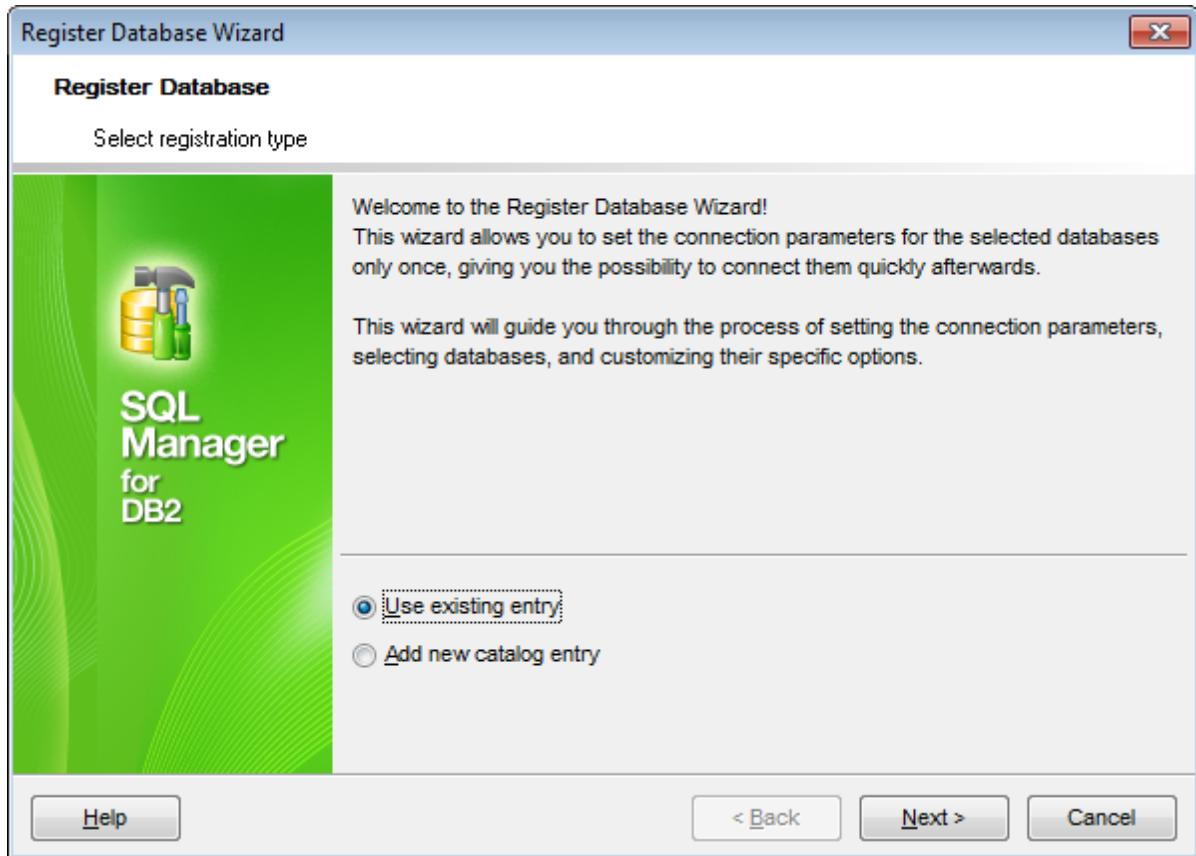 Register Database Wizard
Register Database
Select registration type
Welcome to the Register Database Wizard!
This wizard allows you to set the connection parameters for the selected databases
only once, giving you the possibility to connect them quickly afterwards.
This wizard will guide you through the process of setting the connection parameters,
selecting databases, and customizing their specific options.
SQL
Manager
for
DB2
Use existing entry
Add new catalog entry
Help
< Back
Next >
Cancel